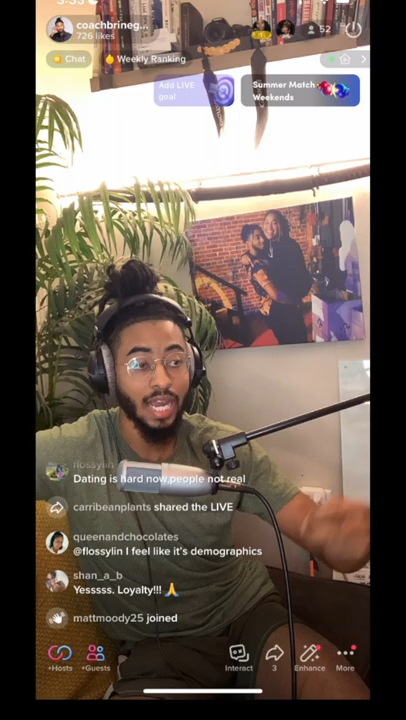 coachbrineg...
726 likes
52
Chat
Weekly Ranking
Add LIVE
goal
Summer Match
Weekends
flossylin
Dating is hard now,people not real
carribeanplants shared the LIVE
queenandchocolates
@flossylin I feel like it's demographics
shan_a_b
Yesssss. Loyalty!!! 🙏
mattmoody25 joined
+Hosts
+Guests
Interact
3
Enhance
More